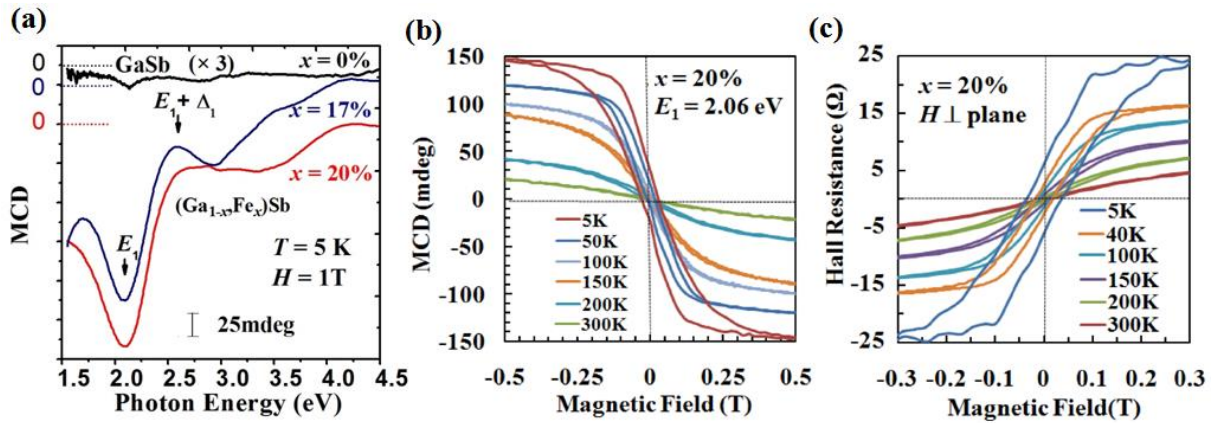 (a)
0
0
0
GaSb (× 3) x = 0%
E1 + Δ1
x = 17%
x = 20%
(Ga1-x,Fex)Sb
E1
T = 5 K
H = 1T
25mdeg
MCD
1.5 2.0 2.5 3.0 3.5 4.0 4.5
Photon Energy (eV)
(b)
150
100
50
0
-50
-100
-150
MCD (mdeg)
x = 20%
E1 = 2.06 eV
5K
50K
100K
150K
200K
300K
-0.5 -0.25 0 0.25 0.5
Magnetic Field (T)
(c)
25
15
5
-5
-15
-25
Hall Resistance (Ω)
x = 20%
H ⊥ plane
5K
40K
100K
150K
200K
300K
-0.3 -0.2 -0.1 0 0.1 0.2 0.3
Magnetic Field(T)